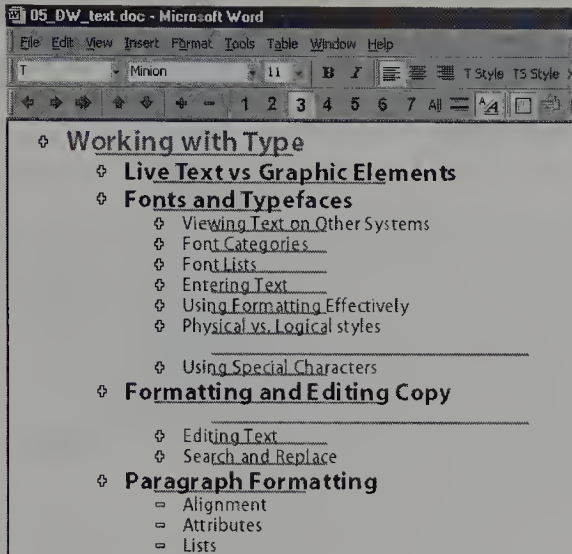 05_DW_text.doc - Microsoft Word
File Edit View Insert Format Tools Table Window Help
T Minion 11 B I T Style TS Style
1 2 3 4 5 6 7 All
Working with Type
Live Text vs Graphic Elements
Fonts and Typefaces
Viewing Text on Other Systems
Font Categories
Font Lists
Entering Text
Using Formatting Effectively
Physical vs. Logical styles
Using Special Characters
Formatting and Editing Copy
Editing Text
Search and Replace
Paragraph Formatting
Alignment
Attributes
Lists